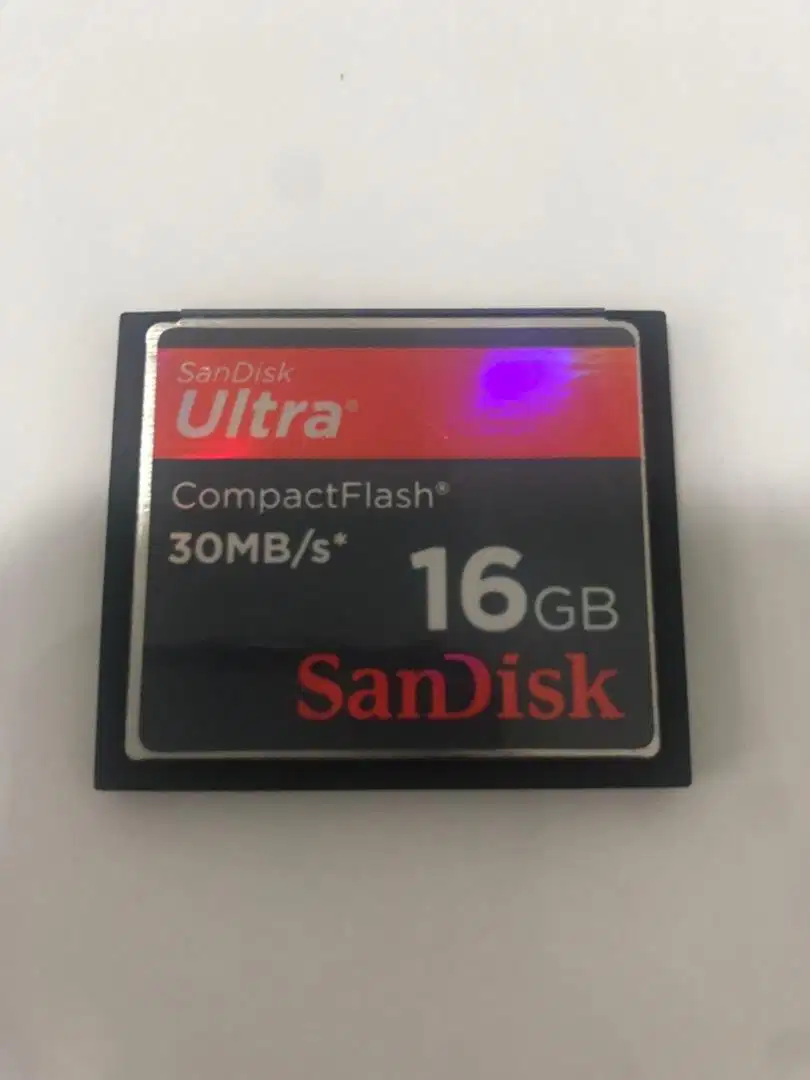 SanDisk
Ultra®
CompactFlash®
30MB/s*
16GB
SanDisk